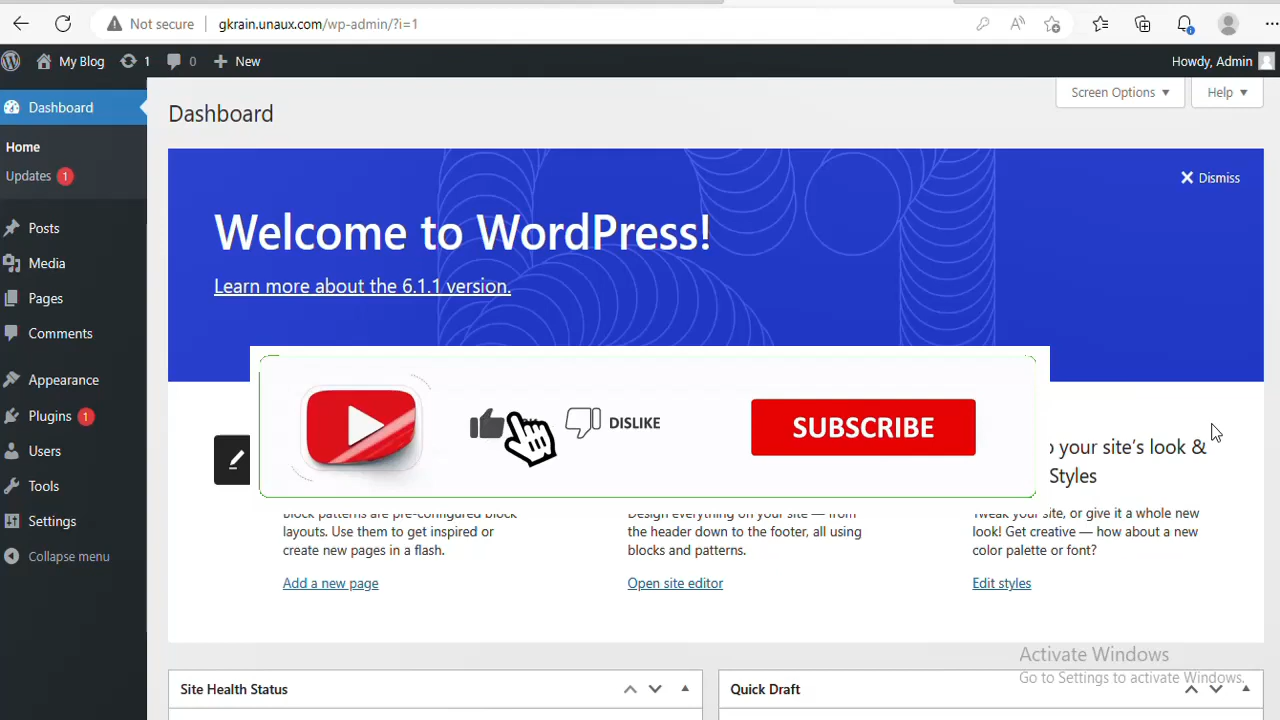 Not secure
gkrain.unaux.com/wp-admin/?i=1
My Blog
1
0
New
Howdy, Admin
Dashboard
Home
Updates 1
Posts
Media
Pages
Comments
Appearance
Plugins 1
Users
Tools
Settings
Collapse menu
Dashboard
Screen Options
Help
Dismiss
Welcome to WordPress!
Learn more about the 6.1.1 version.
DISLIKE
SUBSCRIBE
your site's look &
Styles
Block patterns are pre-configured block
layouts. Use them to get inspired or
create new pages in a flash.
Add a new page
Design everything on your site — from
the header down to the footer, all using
blocks and patterns.
Open site editor
Tweak your site, or give it a whole new
look! Get creative — how about a new
color palette or font?
Edit styles
Activate Windows
Go to Settings to activate Windows.
Site Health Status
Quick Draft